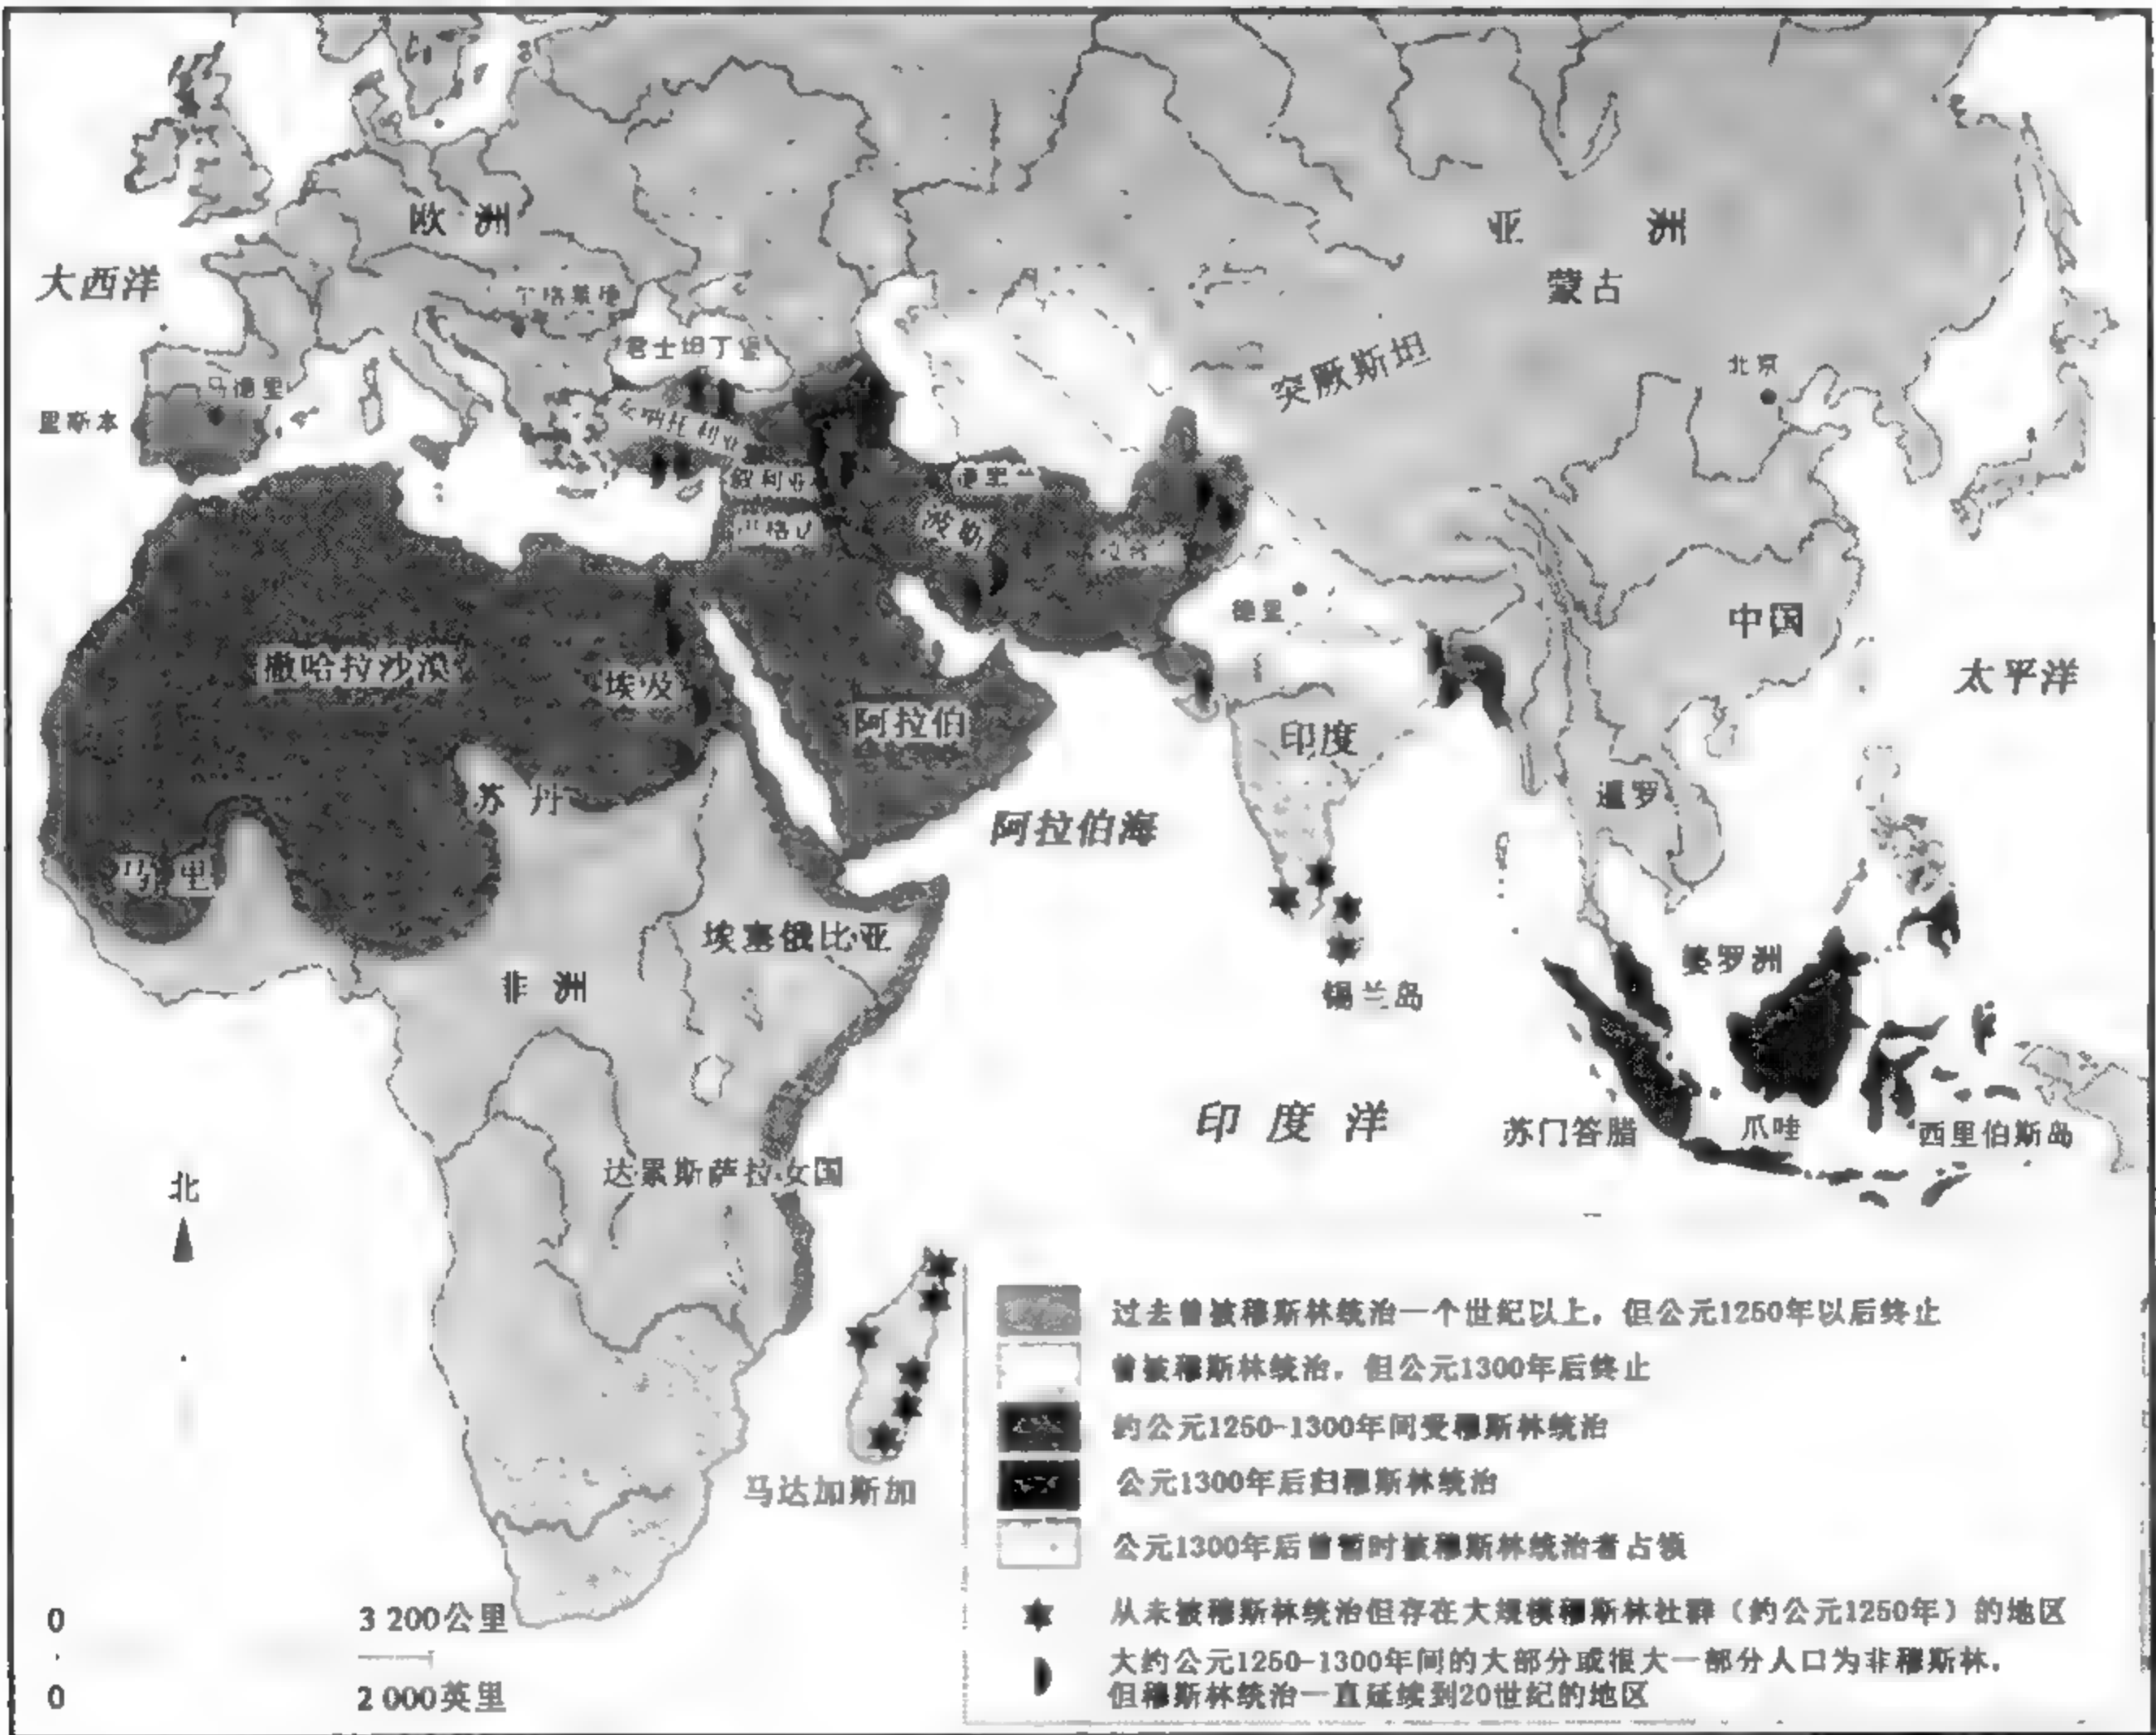 欧洲
亚洲
大西洋
蒙古
君士坦丁堡
突厥斯坦
北京
马德里
里斯本
叙利亚
德黑兰
波斯
德里
中国
撒哈拉沙漠
埃及
太平洋
阿拉伯
印度
苏丹
暹罗
阿拉伯海
马里
埃塞俄比亚
婆罗洲
非洲
锡兰岛
印度洋
苏门答腊
爪哇
西里伯斯岛
达累斯萨拉女国
北
马达加斯加
过去曾被穆斯林统治一个世纪以上,但公元1250年以后终止
曾被穆斯林统治,但公元1300年后终止
约公元1250-1300年间受穆斯林统治
公元1300年后归穆斯林统治
公元1300年后曾暂时被穆斯林统治者占领
从未被穆斯林统治但存在大规模穆斯林社群(约公元1250年)的地区
大约公元1250-1300年间的大部分或很大一部分人口为非穆斯林,
但穆斯林统治一直延续到20世纪的地区
0 3 200公里
0 2 000英里